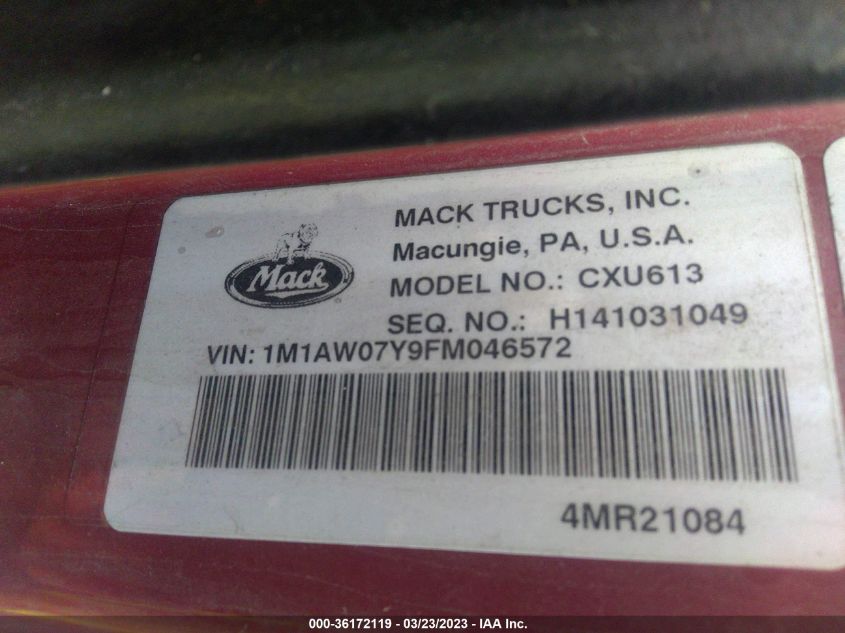 MACK TRUCKS, INC.
Macungie, PA, U.S.A.
Mack
MODEL NO.: CXU613
SEQ. NO.: H141031049
VIN: 1M1AW07Y9FM046572
4MR21084
000-36172119 - 03/23/2023 - IAA Inc.